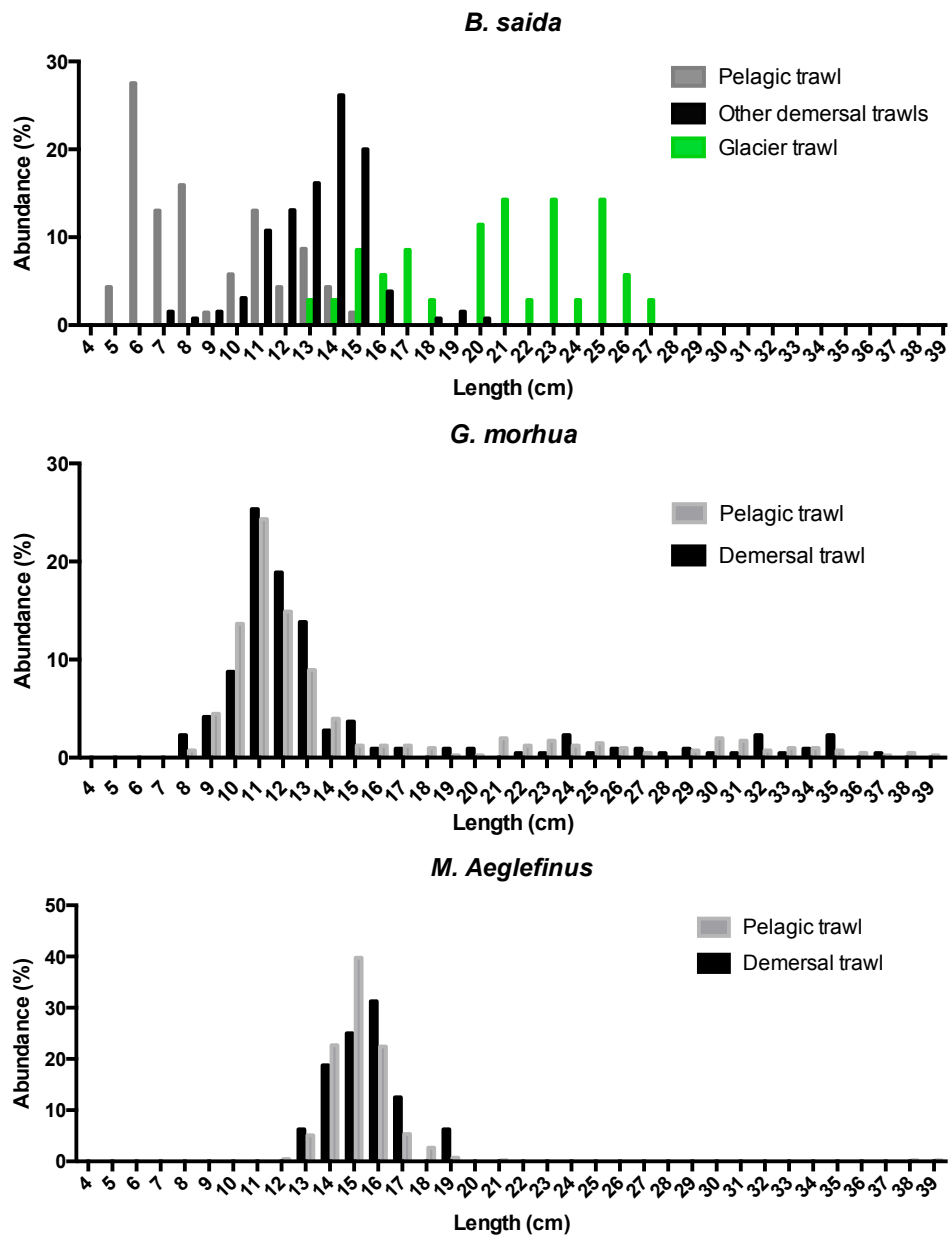 B. saida
30
20
10
0
Abundance (%)
Pelagic trawl
Other demersal trawls
Glacier trawl
4 5 6 7 8 9 10 11 12 13 14 15 16 17 18 19 20 21 22 23 24 25 26 27 28 29 30 31 32 33 34 35 36 37 38 39
Length (cm)
G. morhua
30
20
10
0
Abundance (%)
Pelagic trawl
Demersal trawl
4 5 6 7 8 9 10 11 12 13 14 15 16 17 18 19 20 21 22 23 24 25 26 27 28 29 30 31 32 33 34 35 36 37 38 39
Length (cm)
M. Aeglefinus
50
40
30
20
10
0
Abundance (%)
Pelagic trawl
Demersal trawl
4 5 6 7 8 9 10 11 12 13 14 15 16 17 18 19 20 21 22 23 24 25 26 27 28 29 30 31 32 33 34 35 36 37 38 39
Length (cm)